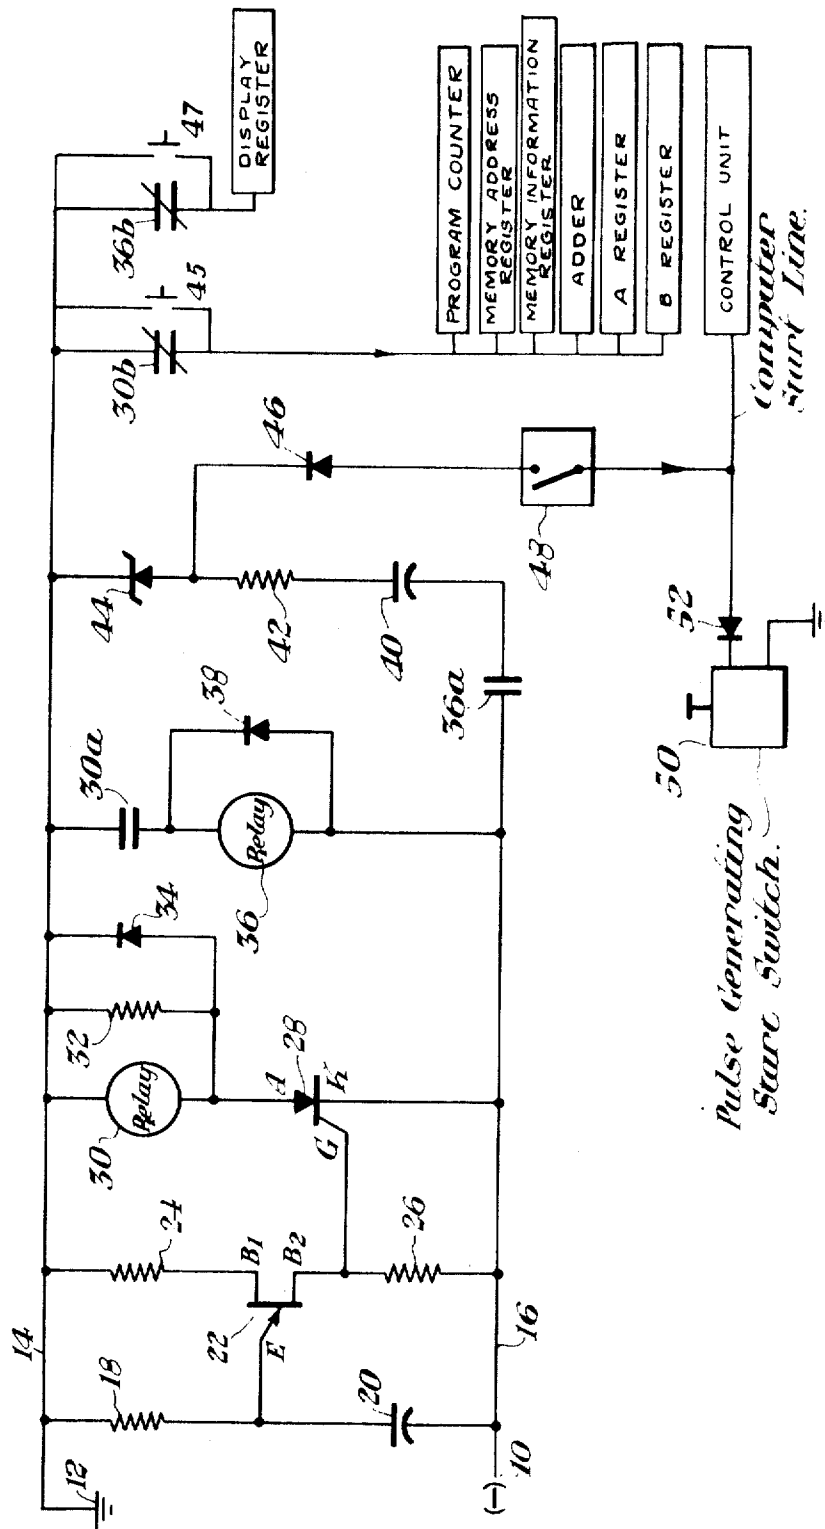 14
12
18
24
30
32
34
30a
38
36
44
42
40
36a
46
48
30b
45
36b
47
DISPLAY
REGISTER
PROGRAM COUNTER
MEMORY ADDRESS
REGISTER
MEMORY INFORMATION
REGISTER
ADDER
A REGISTER
B REGISTER
CONTROL UNIT
Computer
Start Line.
52
50
Pulse Generating
Start Switch.
Relay
Relay
B1
B2
E
22
A
28
G
K
26
20
16
(-)
10